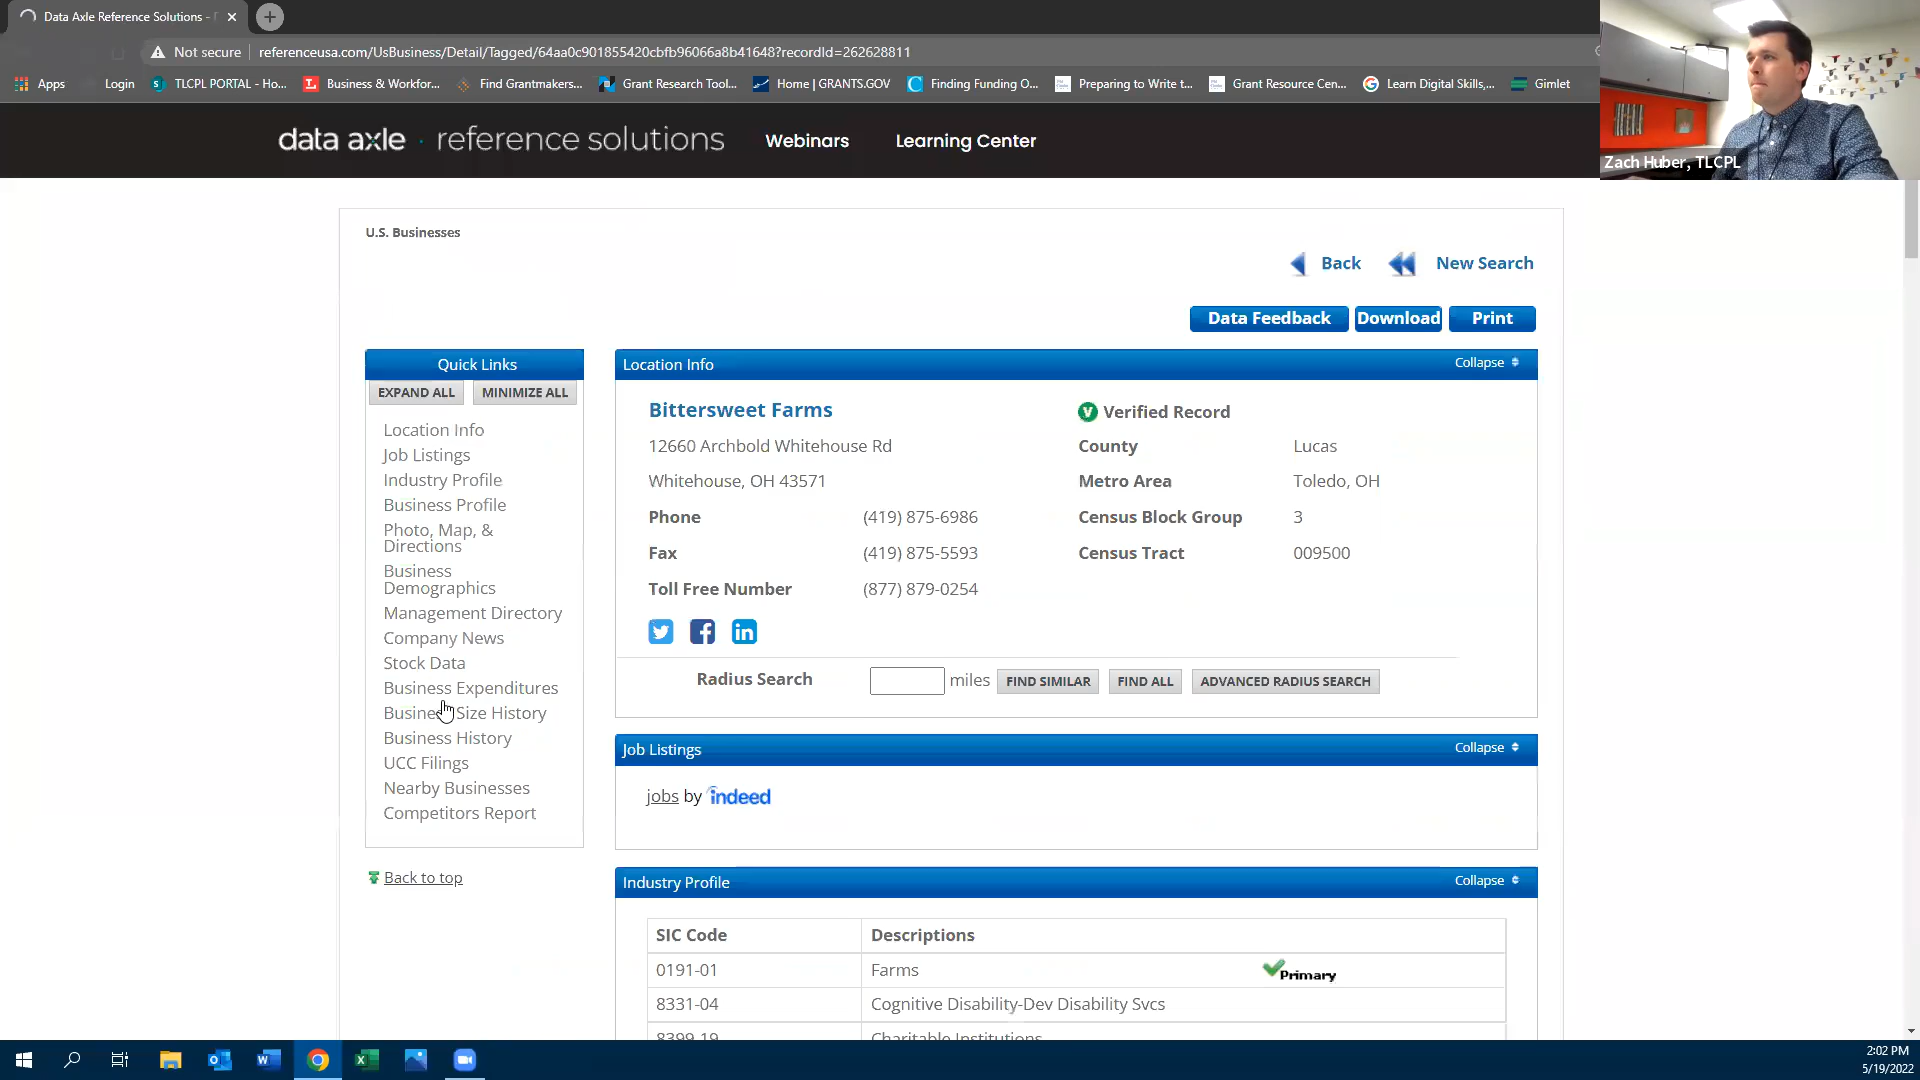 Data Axle Reference Solutions -
Not secure referenceusa.com/UsBusiness/Detail/Tagged/64aa0c901855420cbfb96066a8b41648?recordId=262628811
Apps Login TLCPL PORTAL - Ho... Business & Workfor... Find Grantmakers... Grant Research Tool... Home | GRANTS.GOV Finding Funding O... Preparing to Write t... Grant Resource Cen... Learn Digital Skills,... Gimlet
Zach Huber, TLCPL
data axle · reference solutions Webinars Learning Center
U.S. Businesses
Back New Search
Data Feedback Download Print
Quick Links
EXPAND ALL MINIMIZE ALL
Location Info
Job Listings
Industry Profile
Business Profile
Photo, Map, &
Directions
Business
Demographics
Management Directory
Company News
Stock Data
Business Expenditures
Business Size History
Business History
UCC Filings
Nearby Businesses
Competitors Report
Back to top
Location Info Collapse
Bittersweet Farms Verified Record
12660 Archbold Whitehouse Rd County Lucas
Whitehouse, OH 43571 Metro Area Toledo, OH
Phone (419) 875-6986 Census Block Group 3
Fax (419) 875-5593 Census Tract 009500
Toll Free Number (877) 879-0254
Radius Search miles FIND SIMILAR FIND ALL ADVANCED RADIUS SEARCH
Job Listings Collapse
jobs by indeed
Industry Profile Collapse
SIC Code Descriptions
0191-01 Farms Primary
8331-04 Cognitive Disability-Dev Disability Svcs
8399-19 Charitable Institutions
2:02 PM
5/19/2022